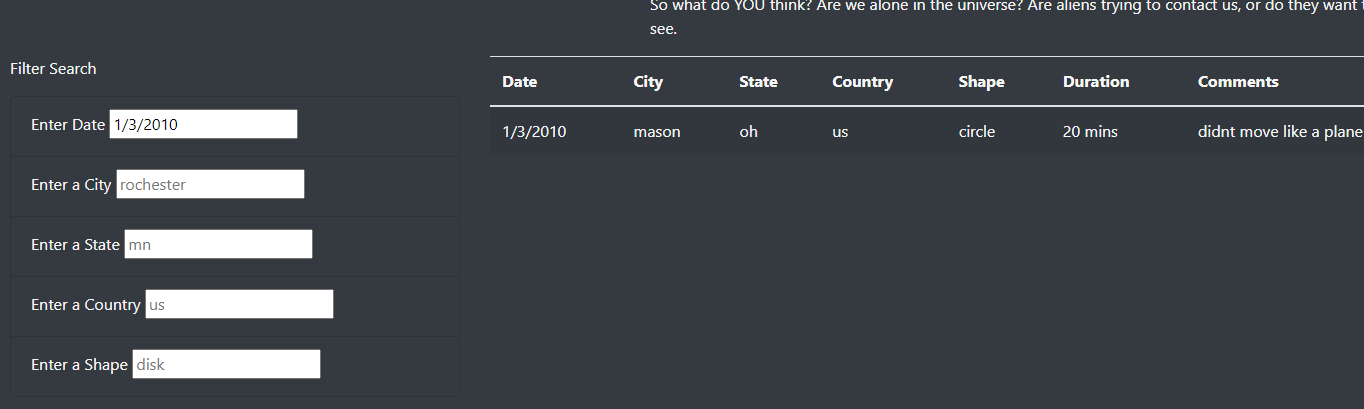 So what do YOU think? Are we alone in the universe? Are aliens trying to contact us, or do they want
see.
Filter Search
Enter Date 1/3/2010
Enter a City rochester
Enter a State mn
Enter a Country us
Enter a Shape disk
Date City State Country Shape Duration Comments
1/3/2010 mason oh us circle 20 mins didnt move like a plane